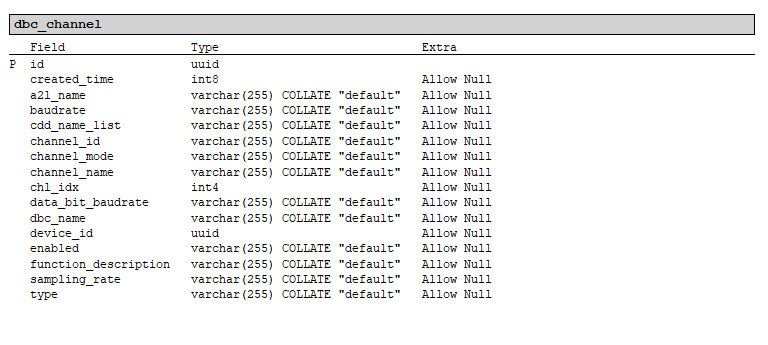 dbc_channel
Field Type Extra
P id uuid
created_time int8 Allow Null
a2l_name varchar(255) COLLATE "default" Allow Null
baudrate varchar(255) COLLATE "default" Allow Null
cdd_name_list varchar(255) COLLATE "default" Allow Null
channel_id varchar(255) COLLATE "default" Allow Null
channel_mode varchar(255) COLLATE "default" Allow Null
channel_name varchar(255) COLLATE "default" Allow Null
chl_idx int4 Allow Null
data_bit_baudrate varchar(255) COLLATE "default" Allow Null
dbc_name varchar(255) COLLATE "default" Allow Null
device_id uuid Allow Null
enabled varchar(255) COLLATE "default" Allow Null
function_description varchar(255) COLLATE "default" Allow Null
sampling_rate varchar(255) COLLATE "default" Allow Null
type varchar(255) COLLATE "default" Allow Null